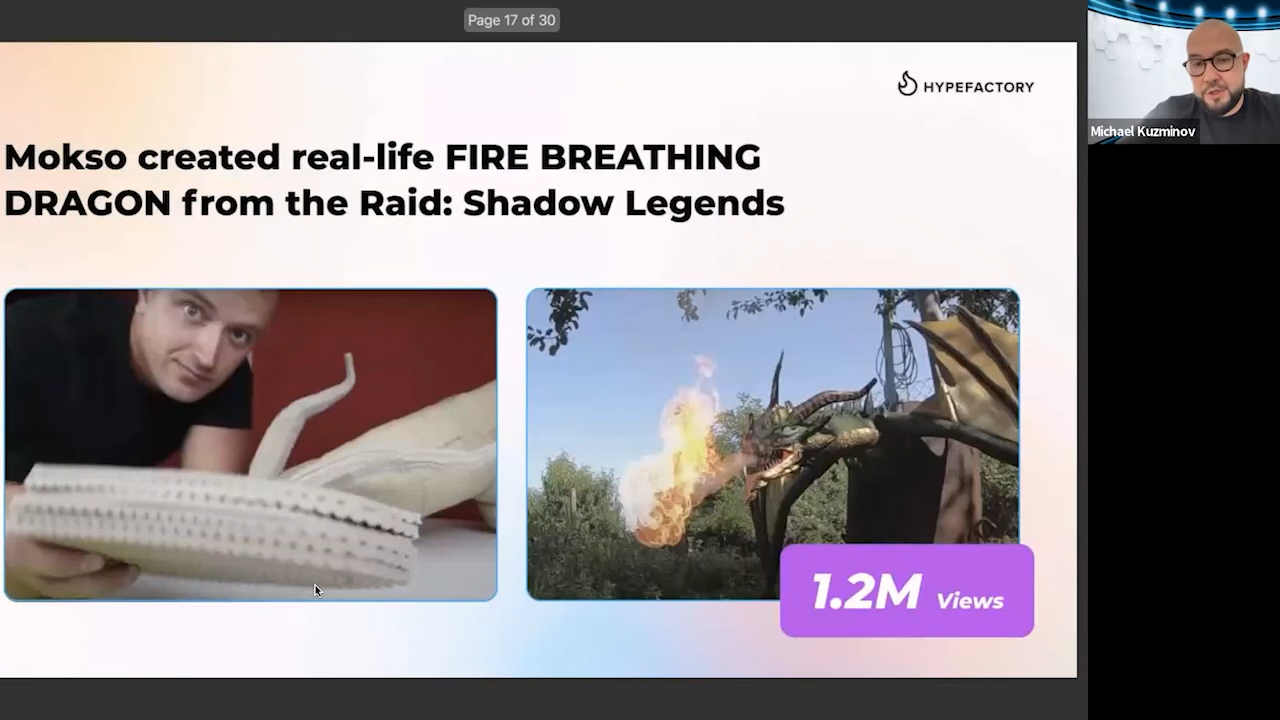 Page 17 of 30
HYPEFACTORY
Mokso created real-life FIRE BREATHING
DRAGON from the Raid: Shadow Legends
1.2M Views
Michael Kuzminov